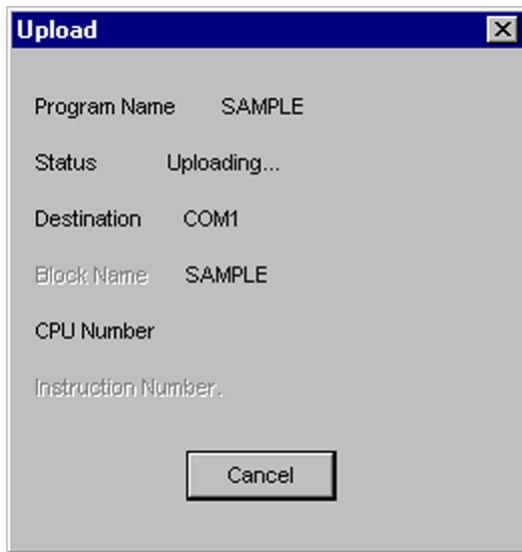 Upload
Program Name SAMPLE
Status Uploading...
Destination COM1
Block Name SAMPLE
CPU Number
Instruction Number.
Cancel